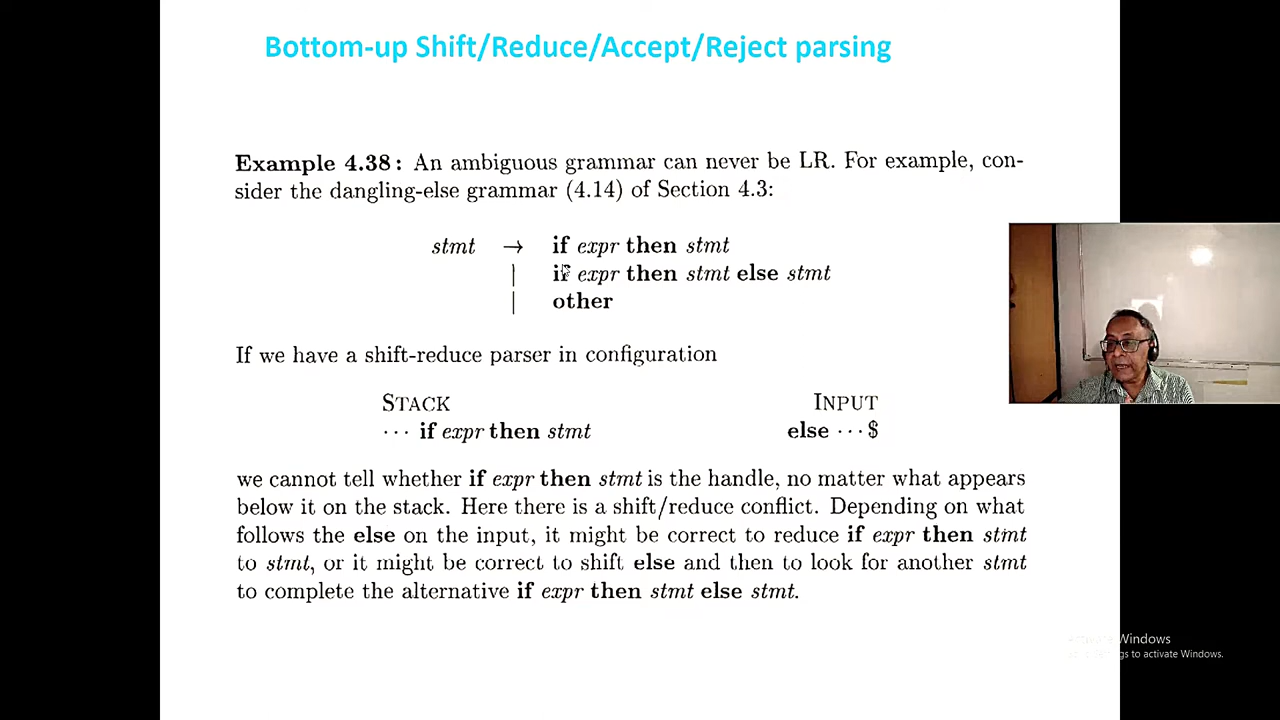 Bottom-up Shift/Reduce/Accept/Reject parsing
Example 4.38: An ambiguous grammar can never be LR. For example, con-
sider the dangling-else grammar (4.14) of Section 4.3:
stmt → if expr then stmt
| if expr then stmt else stmt
| other
If we have a shift-reduce parser in configuration
STACK INPUT
··· if expr then stmt else ··· $
we cannot tell whether if expr then stmt is the handle, no matter what appears
below it on the stack. Here there is a shift/reduce conflict. Depending on what
follows the else on the input, it might be correct to reduce if expr then stmt
to stmt, or it might be correct to shift else and then to look for another stmt
to complete the alternative if expr then stmt else stmt.
Activate Windows
to activate Windows.